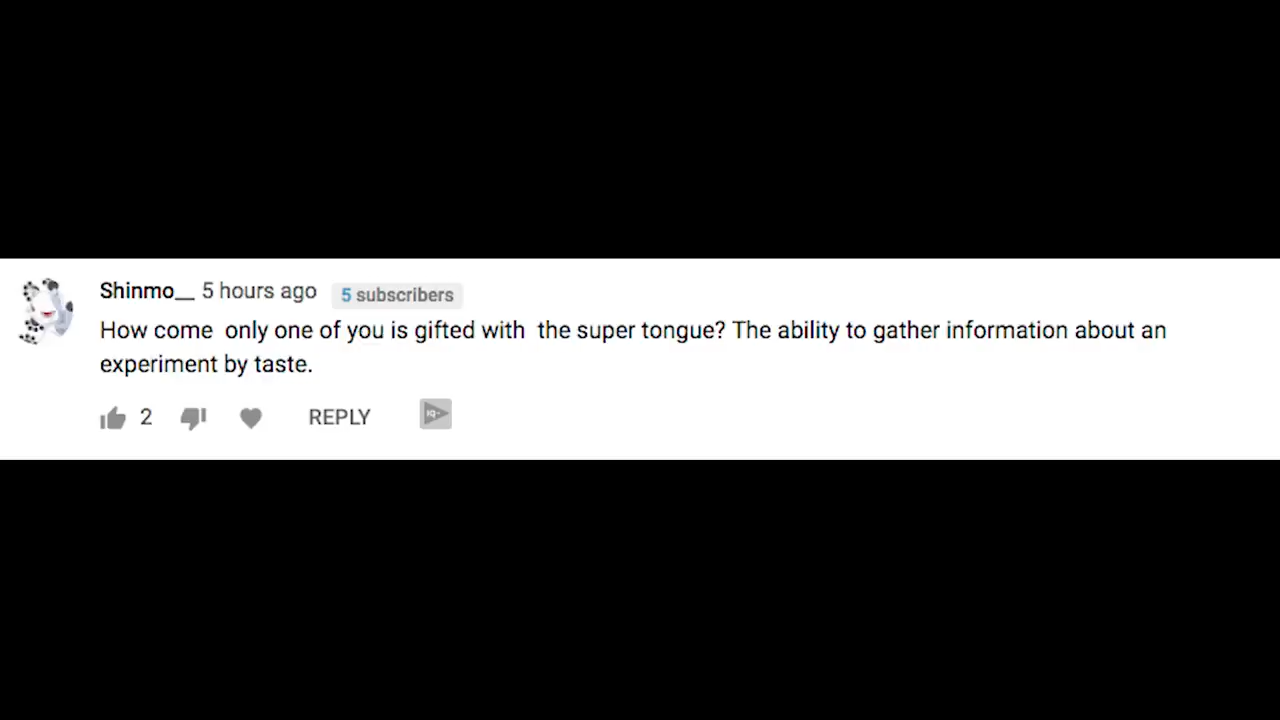 Shinmo__ 5 hours ago 5 subscribers
How come  only one of you is gifted with  the super tongue? The ability to gather information about an
experiment by taste.
2 REPLY IQ+